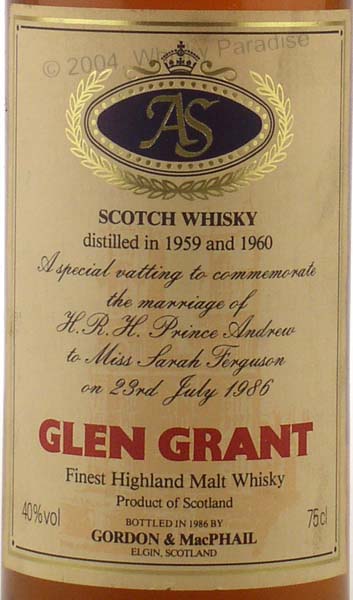 © 2004, Whisky Paradise
AS
SCOTCH WHISKY
distilled in 1959 and 1960
A special vatting to commemorate
the marriage of
H.R.H. Prince Andrew
to Miss Sarah Ferguson
on 23rd July 1986
GLEN GRANT
Finest Highland Malt Whisky
Product of Scotland
40%vol
75cl
BOTTLED IN 1986 BY
GORDON & MacPHAIL
ELGIN, SCOTLAND